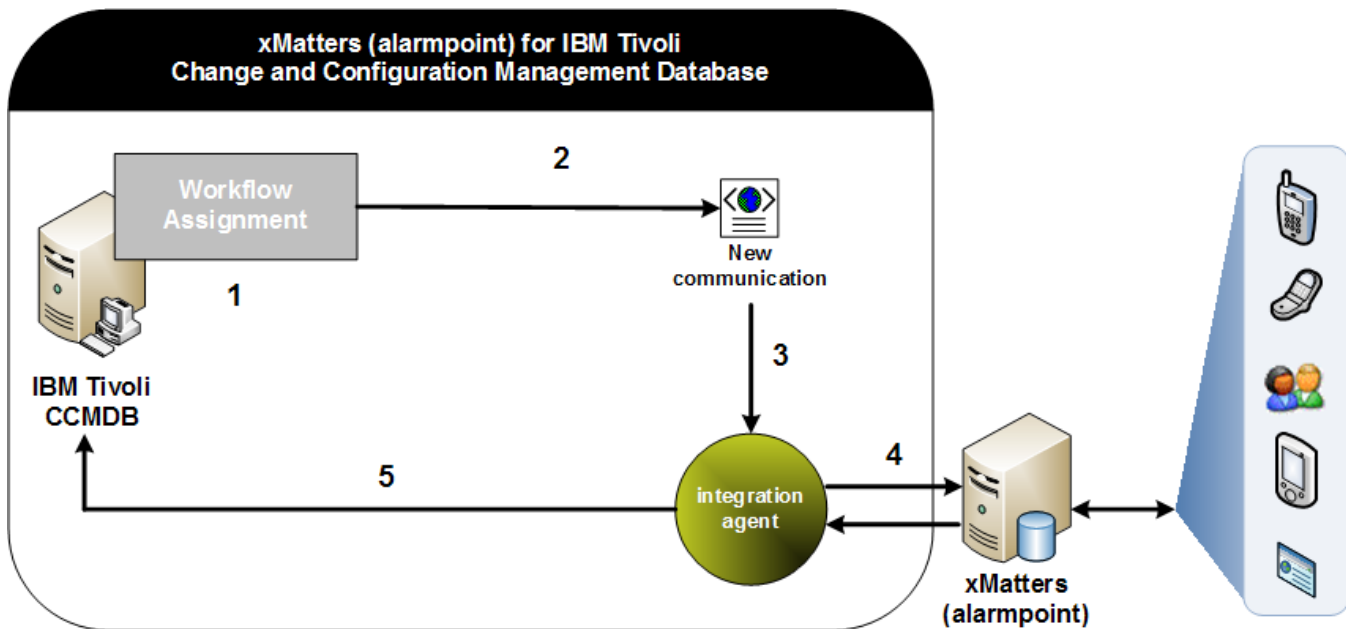 xMatters (alarmpoint) for IBM Tivoli
Change and Configuration Management Database
Workflow
Assignment
1
2
New
communication
3
IBM Tivoli
CCMDB
4
5
integration
agent
xMatters
(alarmpoint)